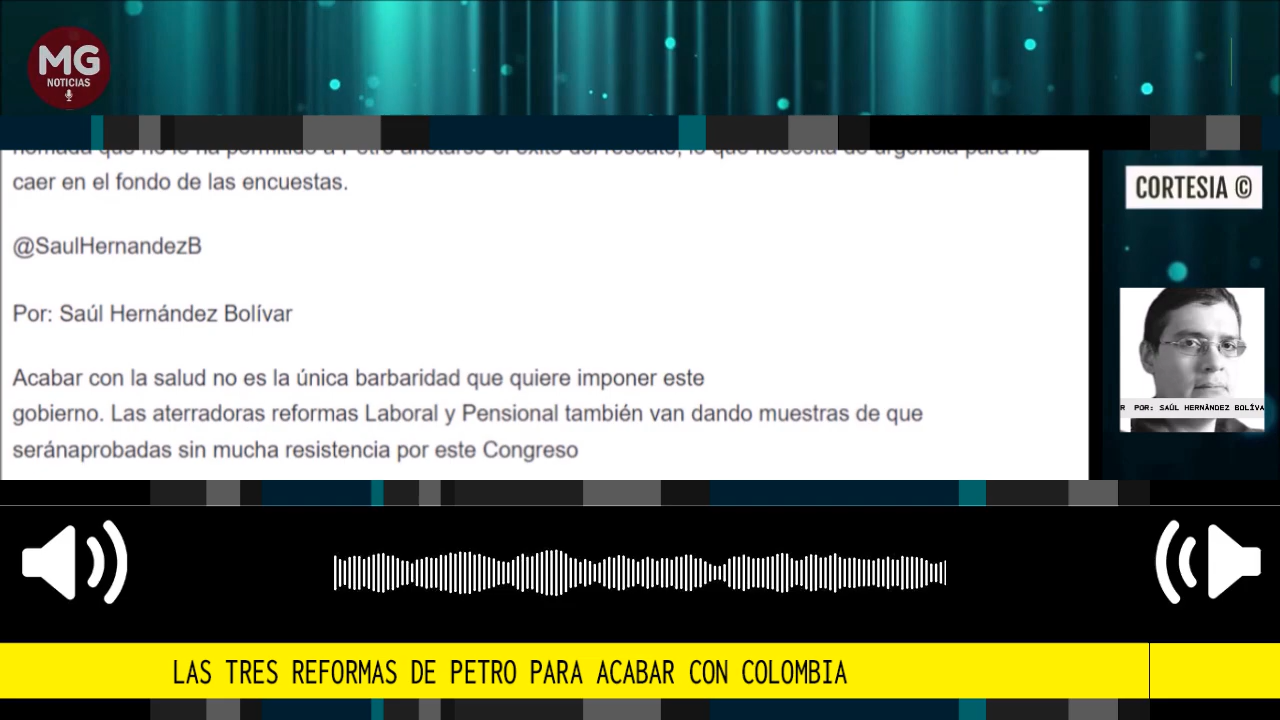 MG
NOTICIAS
caer en el fondo de las encuestas.
@SaulHernandezB
Por: Saúl Hernández Bolívar
Acabar con la salud no es la única barbaridad que quiere imponer este
gobierno. Las aterradoras reformas Laboral y Pensional también van dando muestras de que
seránaprobadas sin mucha resistencia por este Congreso
CORTESIA ©
R POR: SAÚL HERNÁNDEZ BOLÍVA
LAS TRES REFORMAS DE PETRO PARA ACABAR CON COLOMBIA